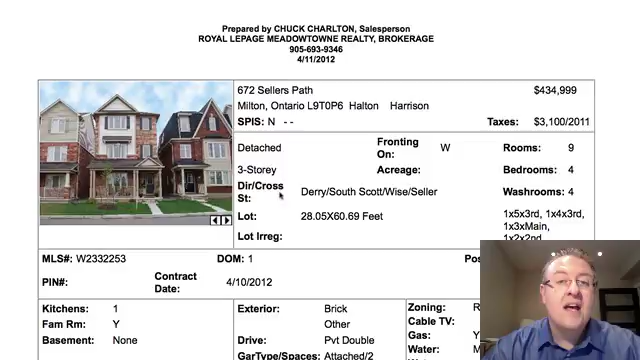 Prepared by CHUCK CHARLTON, Salesperson
ROYAL LEPAGE MEADOWTOWNE REALTY, BROKERAGE
905-693-9346
4/11/2012
672 Sellers Path $434,999
Milton, Ontario L9T0P6 Halton Harrison
SPIS: N - - Taxes: $3,100/2011
Detached Fronting On: W Rooms: 9
3-Storey Acreage: Bedrooms: 4
Dir/Cross St: Derry/South Scott/Wise/Seller Washrooms: 4
Lot: 28.05X60.69 Feet 1x5x3rd, 1x4x3rd,
Lot Irreg: 1x3xMain,
1x2x2nd
MLS#: W2332253 DOM: 1
PIN#: Contract Date: 4/10/2012
Kitchens: 1 Exterior: Brick Zoning:
Fam Rm: Y Other Cable TV:
Basement: None Drive: Pvt Double Gas: Y
GarType/Spaces: Attached/2 Water: M